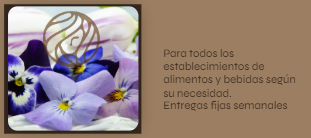 Para todos los
establecimientos de
alimentos y bebidas según
su necesidad.
Entregas fijas semanales